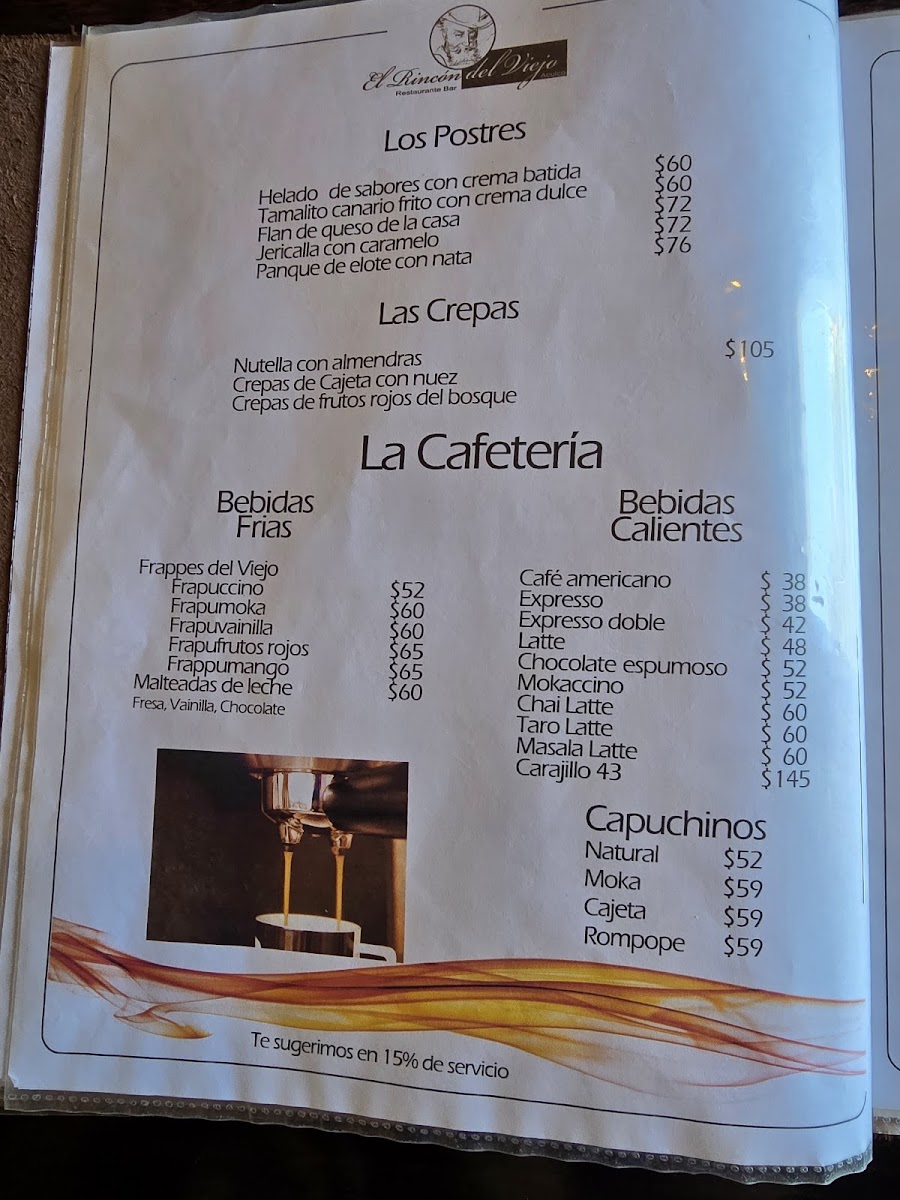 El Rincón del Viejo
Restaurante Bar
Los Postres
Helado de sabores con crema batida $60
Tamalito canario frito con crema dulce $60
Flan de queso de la casa $72
Jericalla con caramelo $72
Panque de elote con nata $76
Las Crepas
Nutella con almendras $105
Crepas de Cajeta con nuez
Crepas de frutos rojos del bosque
La Cafetería
Bebidas
Frias
Frappes del Viejo
Frapuccino $52
Frapumoka $60
Frapuvainilla $60
Frapufrutos rojos $65
Frappumango $65
Malteadas de leche $60
Fresa, Vainilla, Chocolate
Bebidas
Calientes
Café americano $ 38
Expresso $ 38
Expresso doble $ 42
Latte $ 48
Chocolate espumoso $ 52
Mokaccino $ 52
Chai Latte $ 60
Taro Latte $ 60
Masala Latte $ 60
Carajillo 43 $145
Capuchinos
Natural $52
Moka $59
Cajeta $59
Rompope $59
Te sugerimos en 15% de servicio